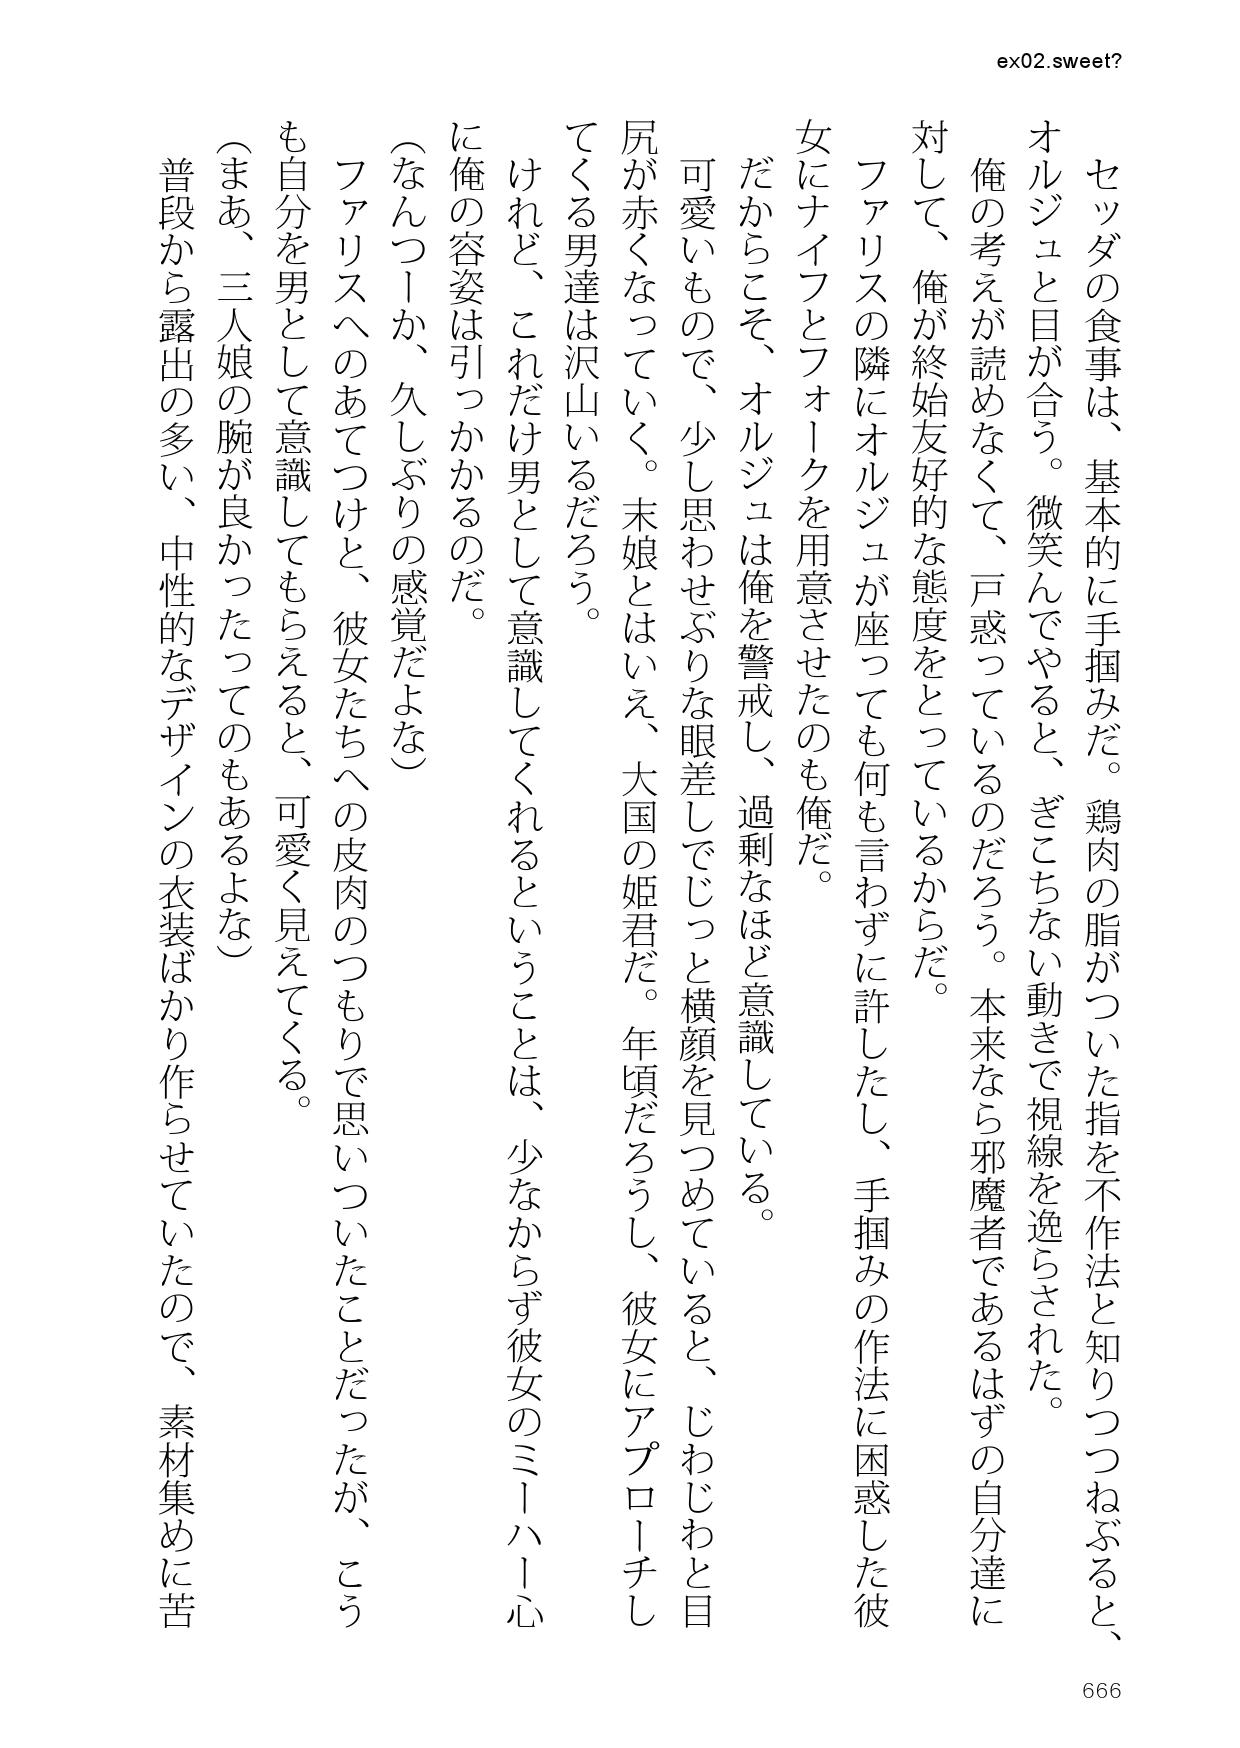 ex02.sweet?
セッダの食事は、基本的に手掴みだ。鶏肉の脂がついた指を不作法と知りつつねぶると、
オルジュと目が合う。微笑んでやると、ぎこちない動きで視線を逸らされた。
俺の考えが読めなくて、戸惑っているのだろう。本来なら邪魔者であるはずの自分達に
対して、俺が終始友好的な態度をとっているからだ。
ファリスの隣にオルジュが座っても何も言わずに許したし、手掴みの作法に困惑した彼
女にナイフとフォークを用意させたのも俺だ。
だからこそ、オルジュは俺を警戒し、過剰なほど意識している。
可愛いもので、少し思わせぶりな眼差しでじっと横顔を見つめていると、じわじわと目
尻が赤くなっていく。末娘とはいえ、大国の姫君だ。年頃だろうし、彼女にアプローチし
てくる男達は沢山いるだろう。
けれど、これだけ男として意識してくれるということは、少なからず彼女のミーハー心
に俺の容姿は引っかかるのだ。
（なんつーか、久しぶりの感覚だよな）
ファリスへのあてつけと、彼女たちへの皮肉のつもりで思いついたことだったが、こう
も自分を男として意識してもらえると、可愛く見えてくる。
（まあ、三人娘の腕が良かったってのもあるよな）
普段から露出の多い、中性的なデザインの衣装ばかり作らせていたので、素材集めに苦
666